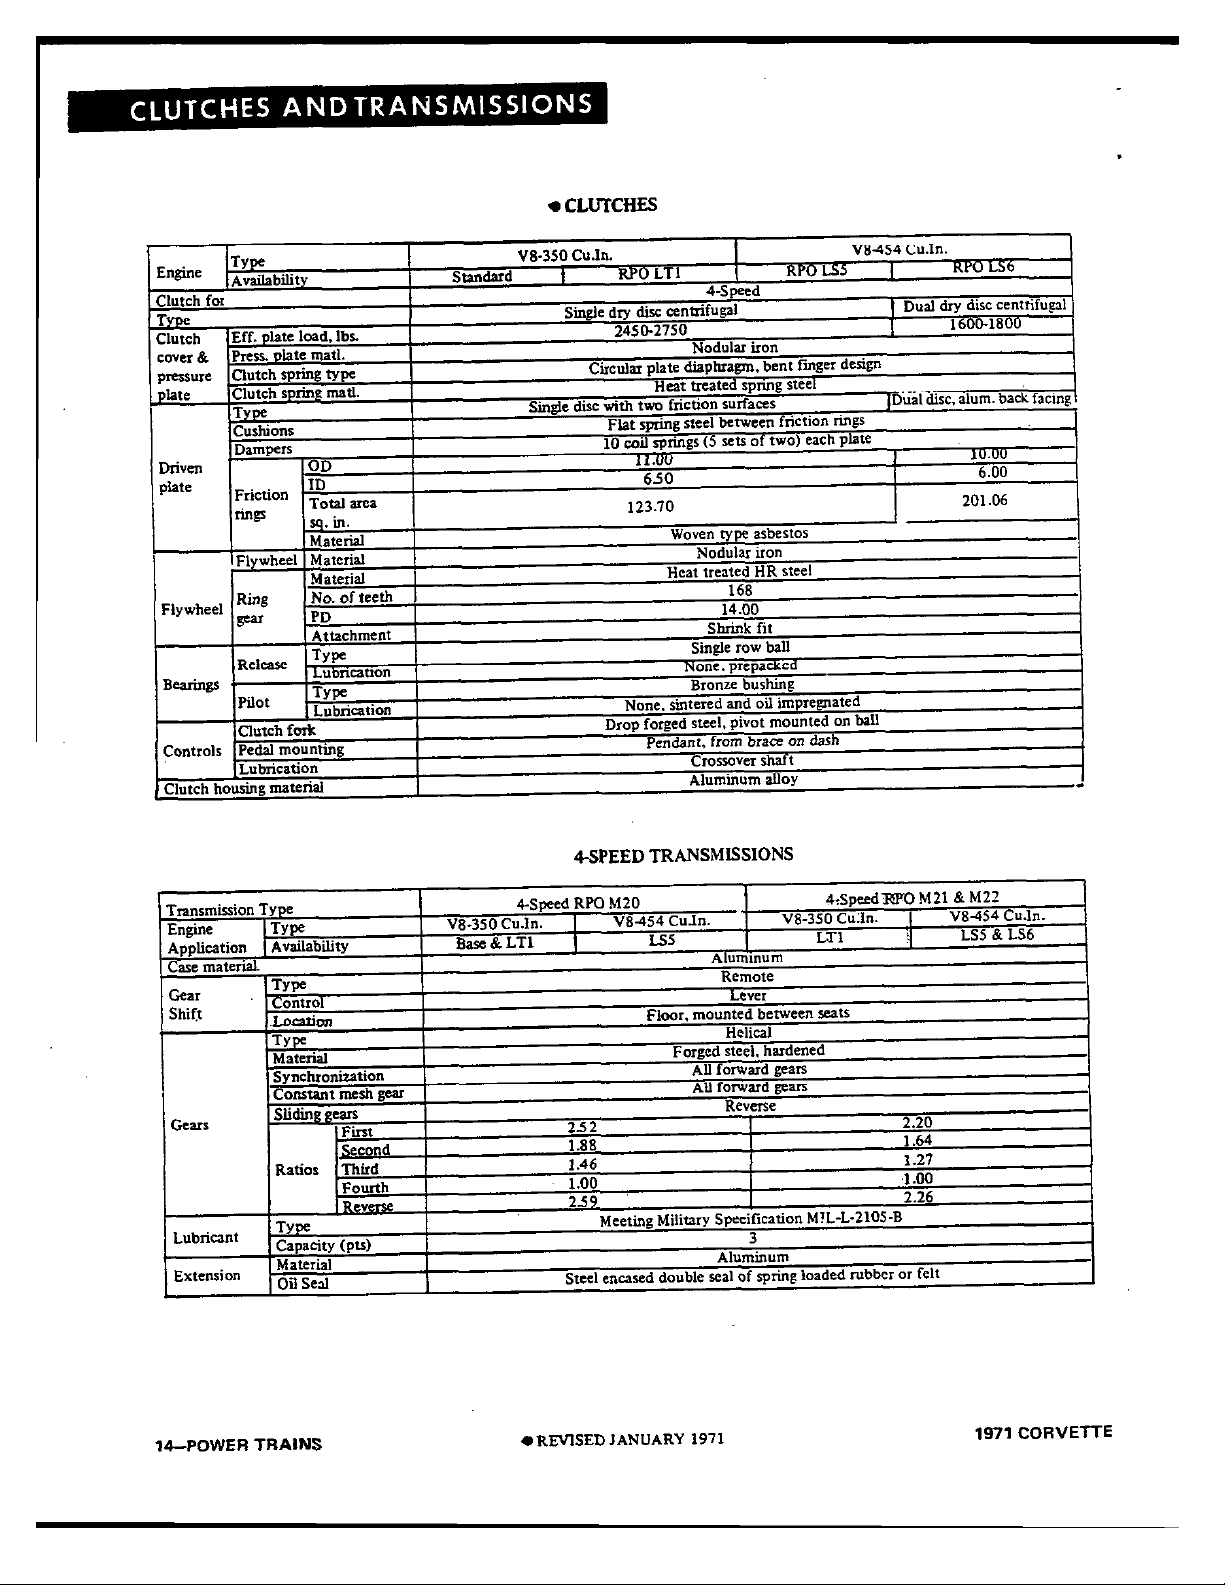 CLUTCHES AND TRANSMISSIONS
● CLUTCHES
Engine Type V8-350 Cu.In. V8-454 Cu.In.
Availability Standard RPO LT1 RPO LS5 RPO LS6
Clutch for 4-Speed
Type Single dry disc centrifugal Dual dry disc centrifugal
Clutch cover & pressure plate Eff. plate load, lbs. 2450-2750 1600-1800
Press. plate matl. Nodular iron
Clutch spring type Circular plate diaphragm, bent finger design
Clutch spring matl. Heat treated spring steel
Driven plate Type Single disc with two friction surfaces Dual disc, alum. back facing
Cushions Flat spring steel between friction rings
Dampers 10 coil springs (5 sets of two) each plate
Friction rings OD 11.00 10.00
ID 6.50 6.00
Total area sq. in. 123.70 201.06
Material Woven type asbestos
Flywheel Flywheel Material Nodular iron
Ring gear Material Heat treated HR steel
No. of teeth 168
PD 14.00
Attachment Shrink fit
Bearings Release Type Single row ball
Lubrication None, prepacked
Pilot Type Bronze bushing
Lubrication None, sintered and oil impregnated
Controls Clutch fork Drop forged steel, pivot mounted on ball
Pedal mounting Pendant, from brace on dash
Lubrication Crossover shaft
Clutch housing material Aluminum alloy
4-SPEED TRANSMISSIONS
Transmission Type 4-Speed RPO M20 4-Speed RPO M21 & M22
Engine Application Type V8-350 Cu.In. V8-454 Cu.In. V8-350 Cu.In. V8-454 Cu.In.
Availability Base & LT1 LS5 LT1 LS5 & LS6
Case material Aluminum
Gear Shift Type Remote
Control Lever
Location Floor, mounted between seats
Gears Type Helical
Material Forged steel, hardened
Synchronization All forward gears
Constant mesh gear All forward gears
Sliding gears Reverse
Ratios First 2.52 2.20
Second 1.88 1.64
Third 1.46 1.27
Fourth 1.00 1.00
Reverse 2.59 2.26
Lubricant Type Meeting Military Specification MIL-L-2105-B
Capacity (pts) 3
Extension Material Aluminum
Oil Seal Steel encased double seal of spring loaded rubber or felt
14—POWER TRAINS ● REVISED JANUARY 1971 1971 CORVETTE